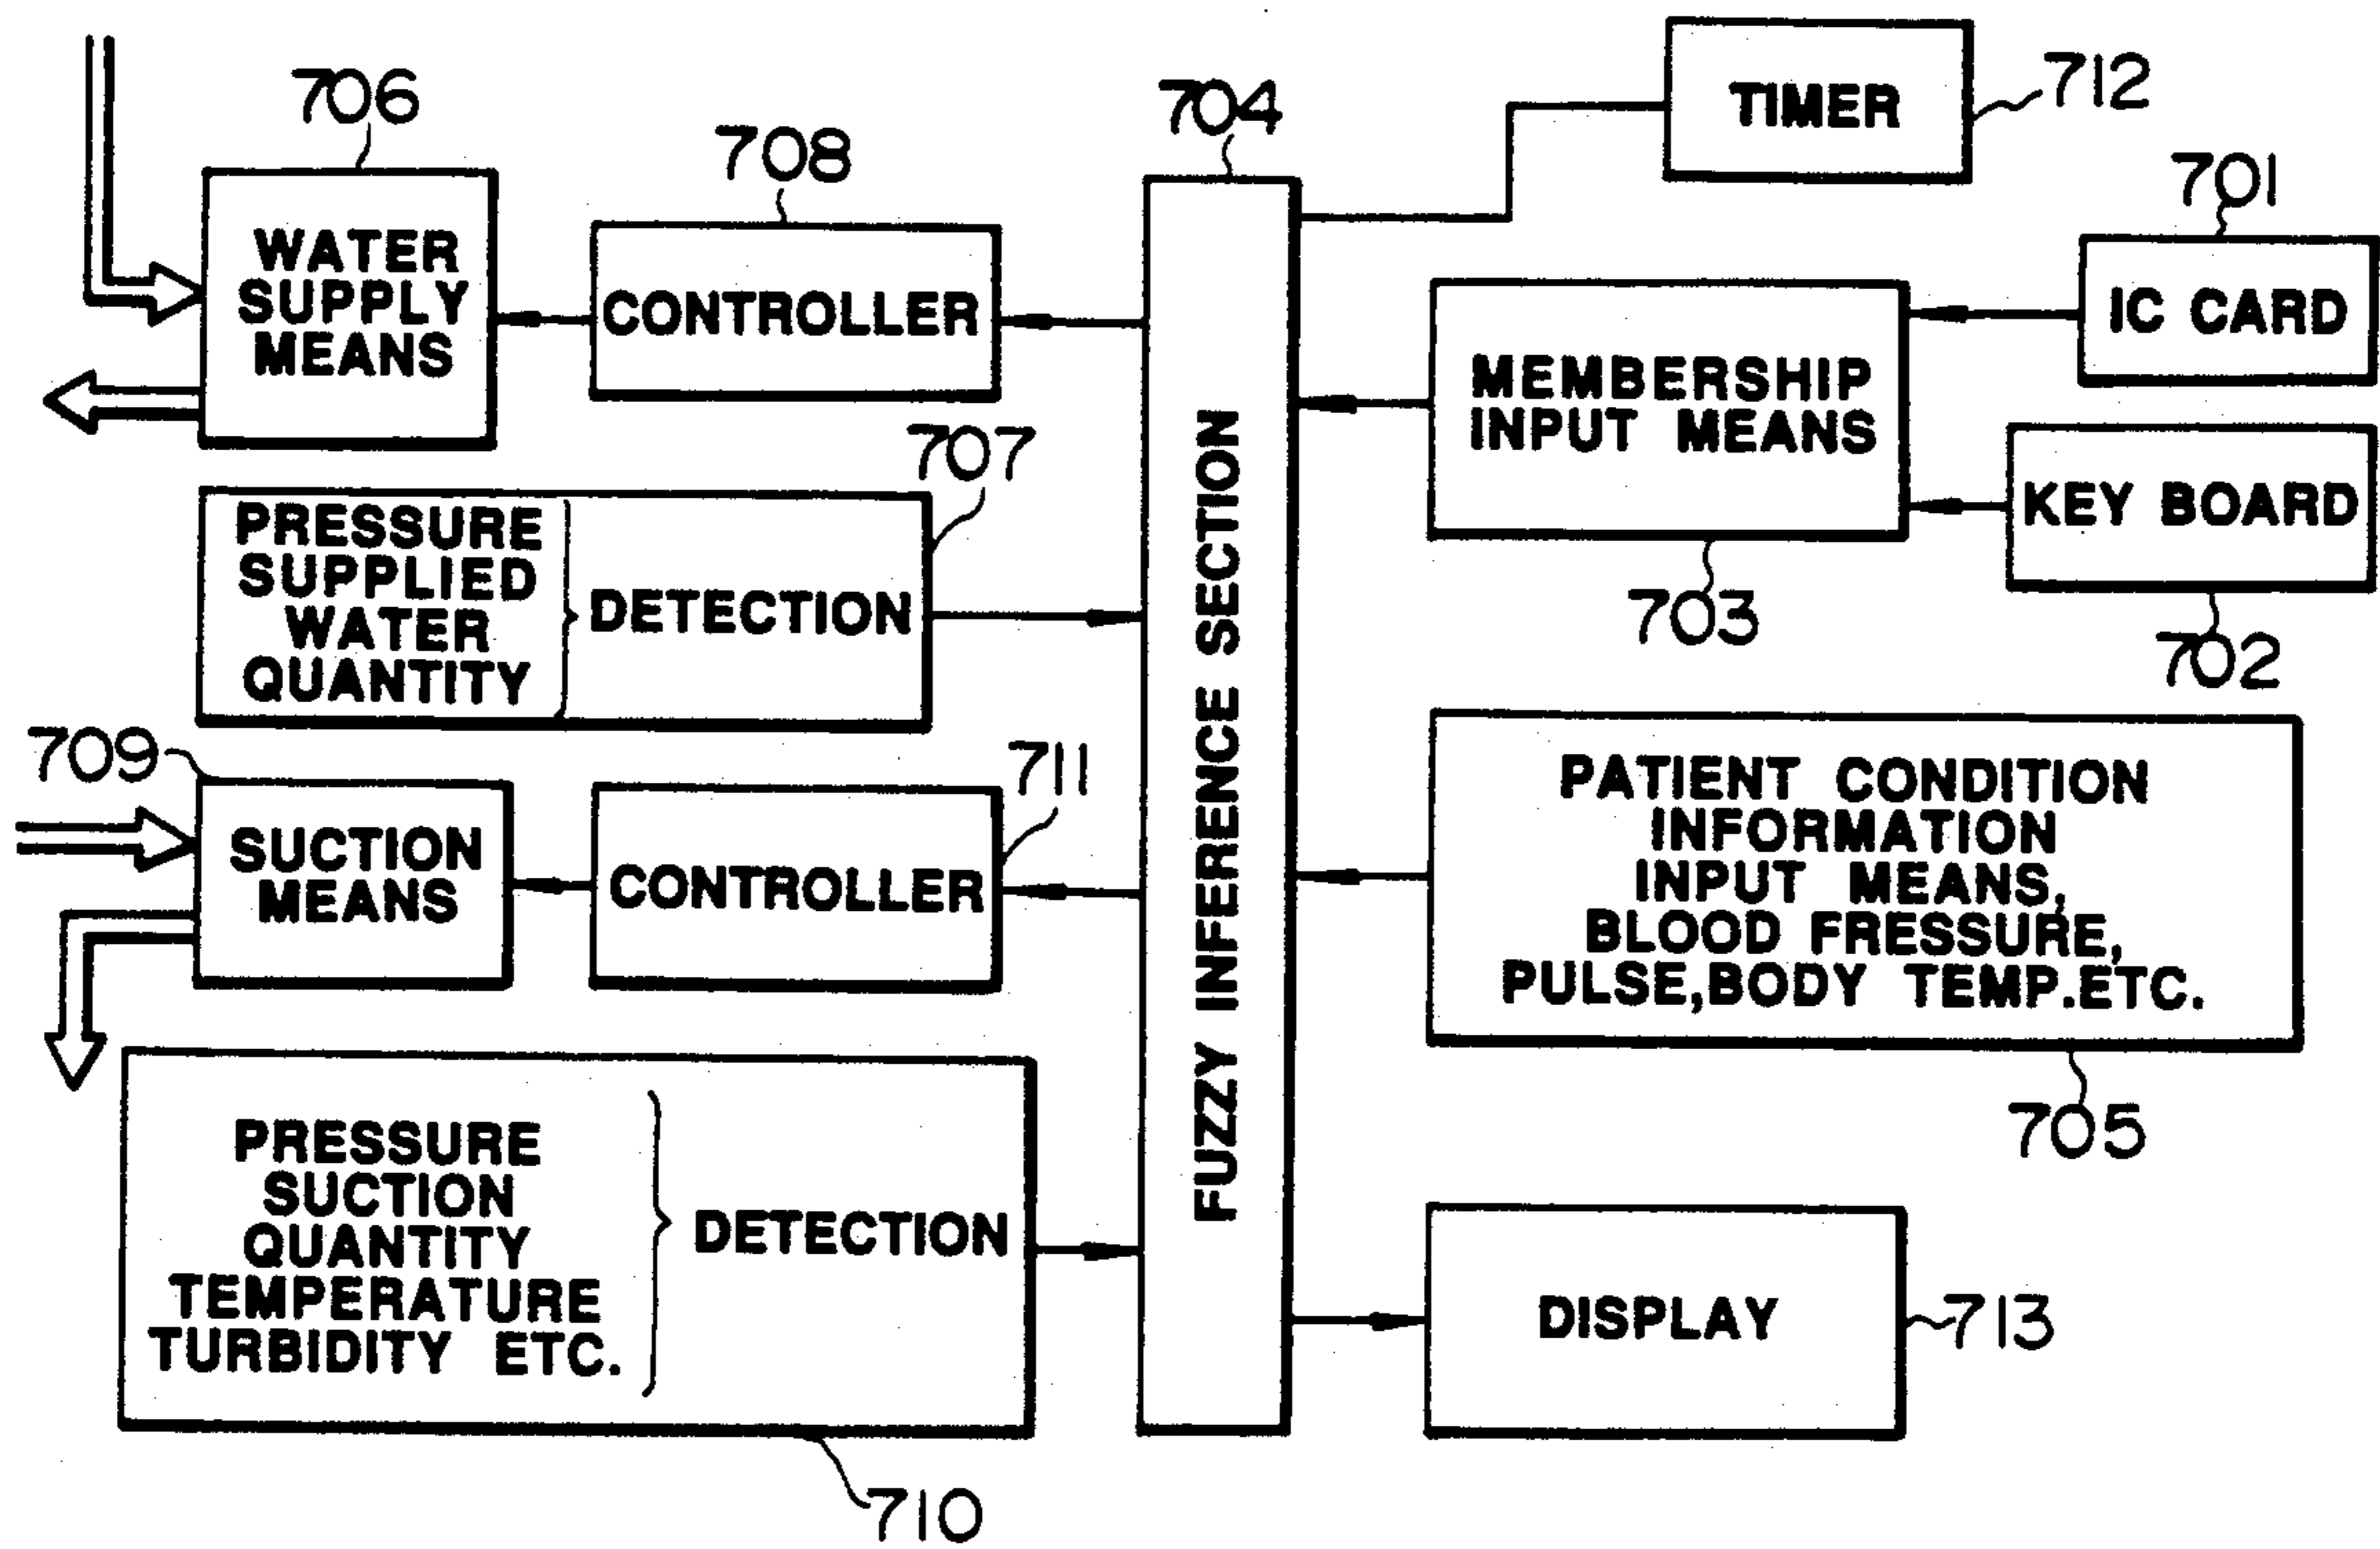 706
WATER
SUPPLY
MEANS
708
CONTROLLER
704
FUZZY INFERENCE SECTION
TIMER
712
701
IC CARD
MEMBERSHIP
INPUT MEANS
703
KEY BOARD
702
707
PRESSURE
SUPPLIED
WATER
QUANTITY
DETECTION
709
SUCTION
MEANS
711
CONTROLLER
PATIENT CONDITION
INFORMATION
INPUT MEANS,
BLOOD FRESSURE,
PULSE,BODY TEMP.ETC.
705
PRESSURE
SUCTION
QUANTITY
TEMPERATURE
TURBIDITY ETC.
DETECTION
710
DISPLAY
713